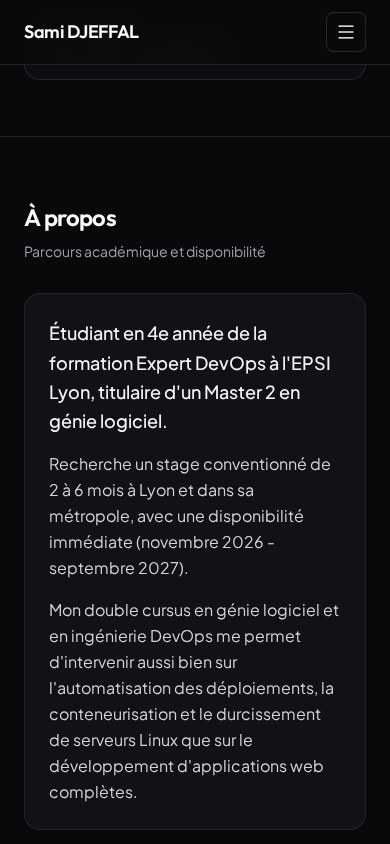 Sami DJEFFAL
À propos
Parcours académique et disponibilité
Étudiant en 4e année de la
formation Expert DevOps à l'EPSI
Lyon, titulaire d'un Master 2 en
génie logiciel.
Recherche un stage conventionné de
2 à 6 mois à Lyon et dans sa
métropole, avec une disponibilité
immédiate (novembre 2026 -
septembre 2027).
Mon double cursus en génie logiciel et
en ingénierie DevOps me permet
d'intervenir aussi bien sur
l'automatisation des déploiements, la
conteneurisation et le durcissement
de serveurs Linux que sur le
développement d'applications web
complètes.